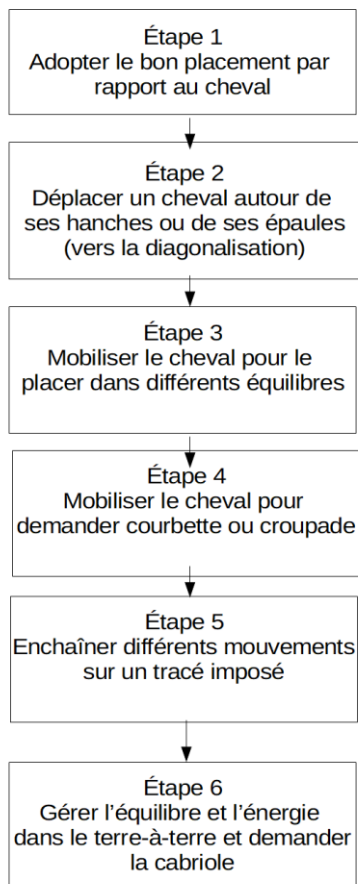 Étape 1
Adopter le bon placement par
rapport au cheval
Étape 2
Déplacer un cheval autour de
ses hanches ou de ses épaules
(vers la diagonalisation)
Étape 3
Mobiliser le cheval pour le
placer dans différents équilibres
Étape 4
Mobiliser le cheval pour
demander courbette ou croupade
Étape 5
Enchaîner différents mouvements
sur un tracé imposé
Étape 6
Gérer l’équilibre et l’énergie
dans le terre-à-terre et demander
la cabriole